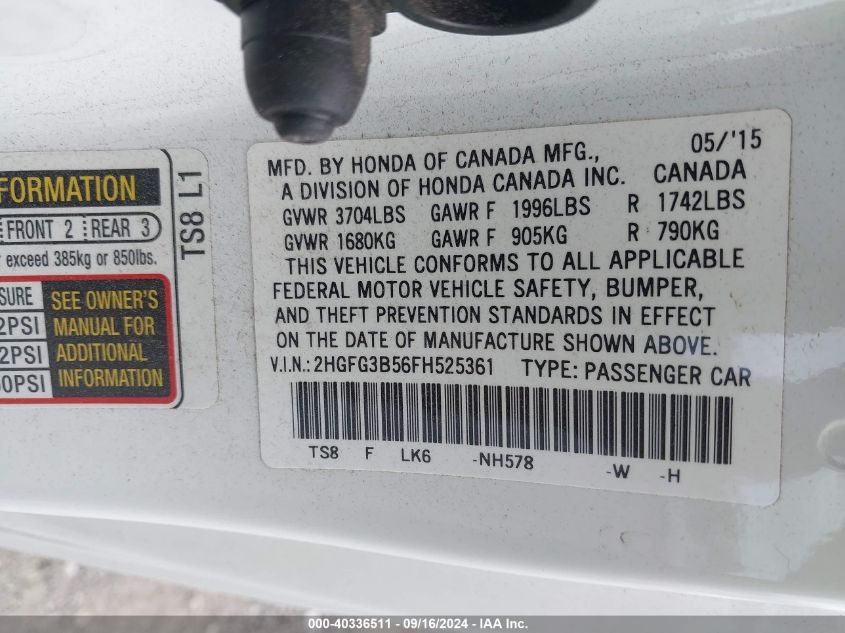 FORMATION
FRONT 2 REAR 3
exceed 385kg or 850lbs.
SURE
2PSI
2PSI
0PSI
SEE OWNER'S
MANUAL FOR
ADDITIONAL
INFORMATION
TS8 L1
05/'15
MFD. BY HONDA OF CANADA MFG.,
A DIVISION OF HONDA CANADA INC. CANADA
GVWR 3704LBS GAWR F 1996LBS R 1742LBS
GVWR 1680KG GAWR F 905KG R 790KG
THIS VEHICLE CONFORMS TO ALL APPLICABLE
FEDERAL MOTOR VEHICLE SAFETY, BUMPER,
AND THEFT PREVENTION STANDARDS IN EFFECT
ON THE DATE OF MANUFACTURE SHOWN ABOVE.
V.I.N.: 2HGFG3B56FH525361 TYPE: PASSENGER CAR
TS8 F LK6 -NH578 -W -H
000-40336511 - 09/16/2024 - IAA Inc.